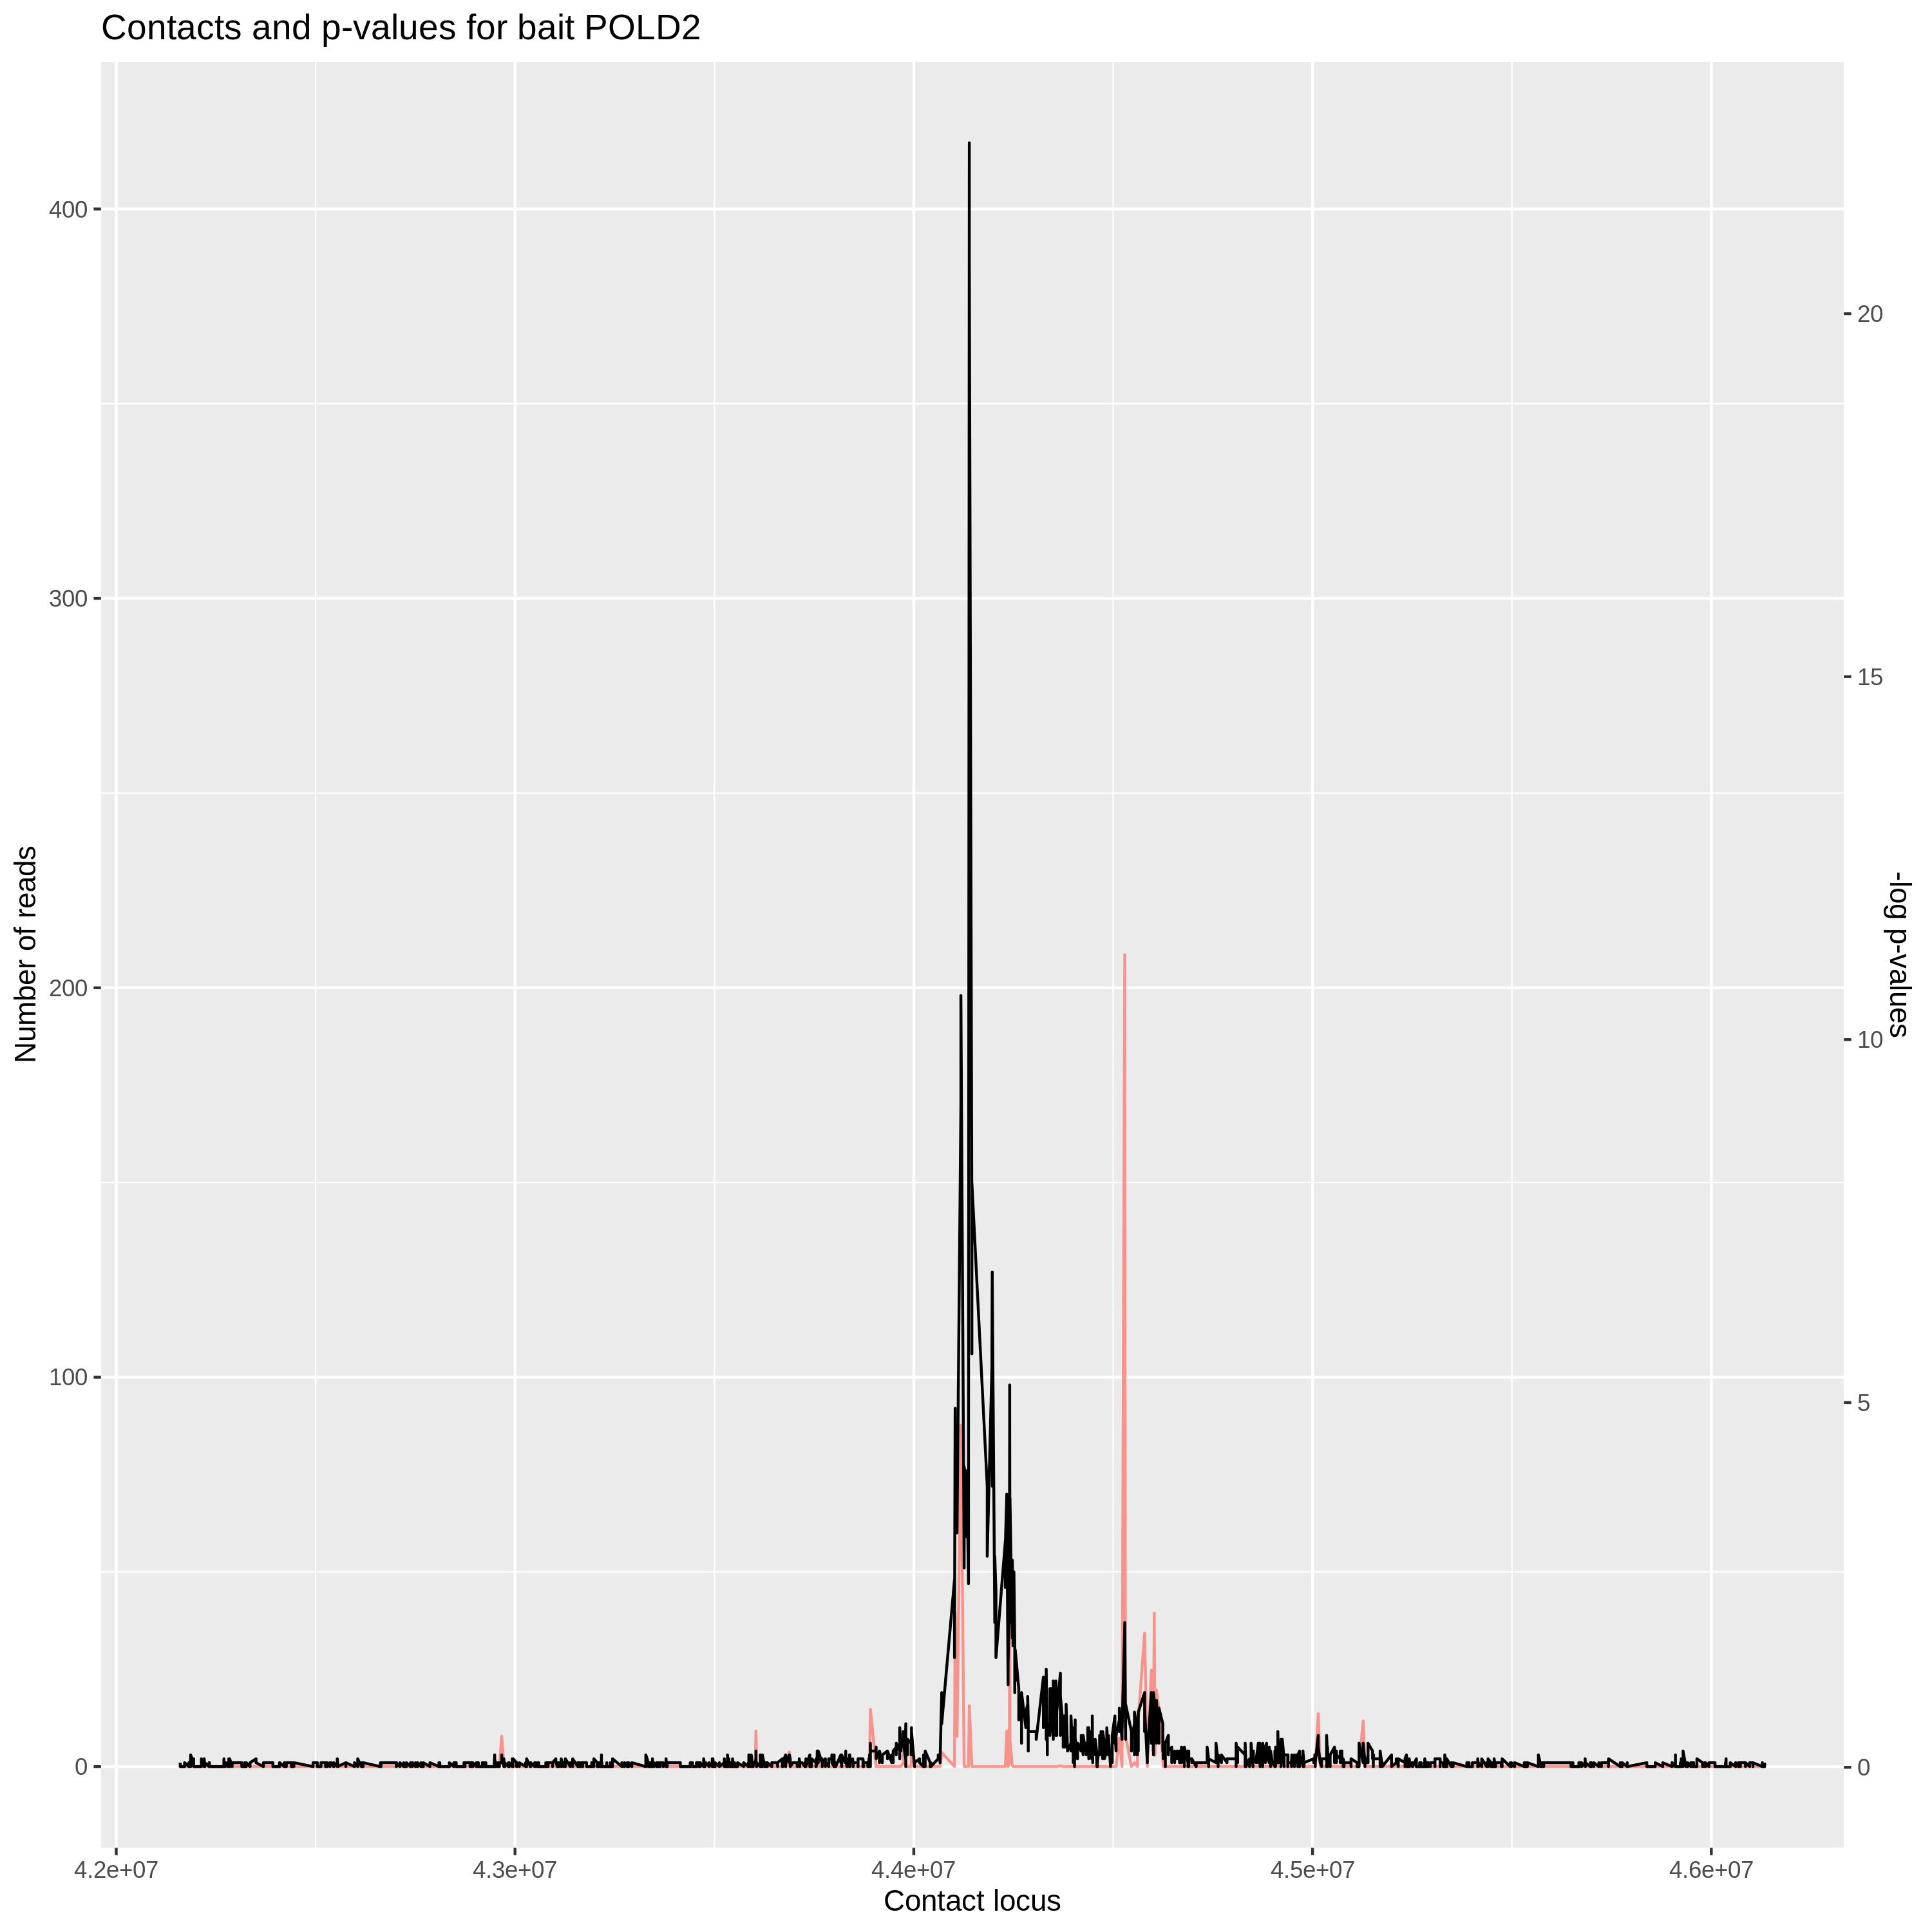 Contacts and p-values for bait POLD2
400
300
200
100
0
Number of reads
20
15
10
5
0
-log p-values
4.2e+07
4.3e+07
4.4e+07
4.5e+07
4.6e+07
Contact locus